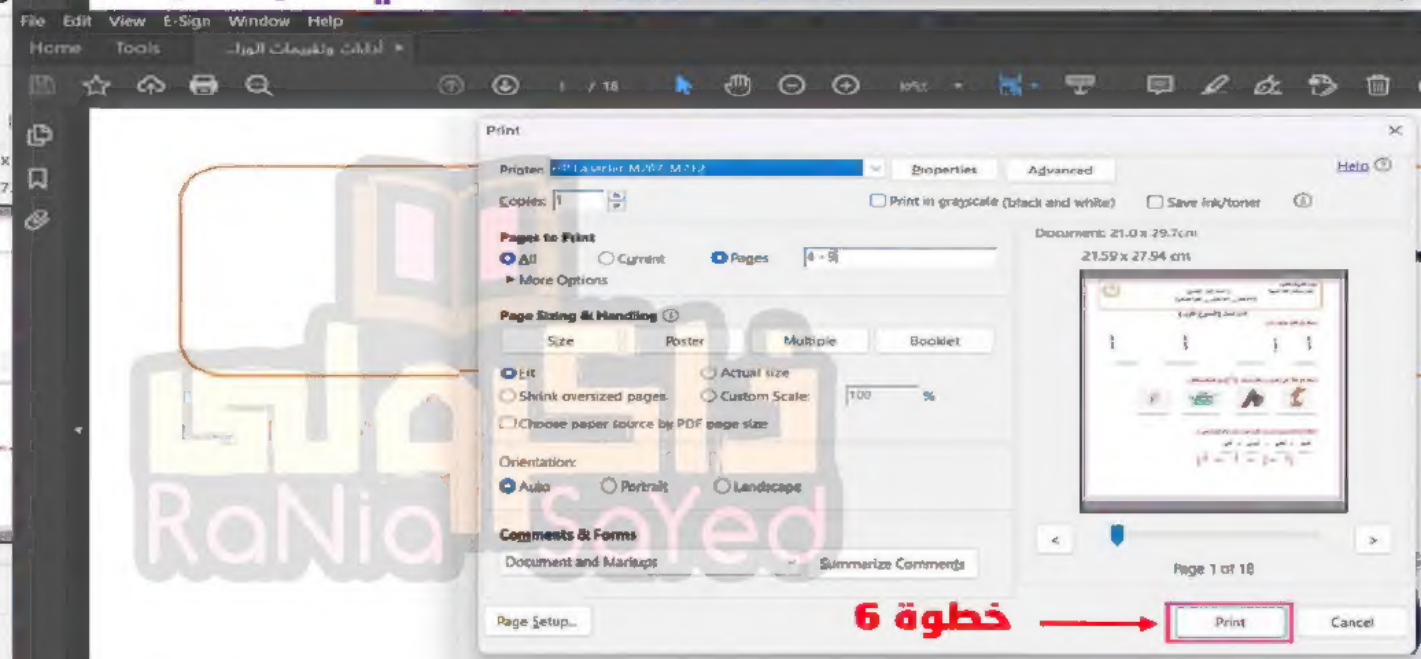 File Edit View E-Sign Window Help
Home Tools
/ 18
Print
Printer: Properties Advanced Help
Copies: 1 Print in grayscale (black and white) Save ink/toner
Pages to Print
All Current Pages 4 - 9
More Options
Document: 21.0 x 29.7cm
21.59 x 27.94 cm
Page Sizing & Handling
Size Poster Multiple Booklet
Fit Actual size
Shrink oversized pages Custom Scale: 100 %
Choose paper source by PDF page size
Orientation:
Auto Portrait Landscape
Comments & Forms
Document and Markups Summarize Comments
< >
Page 1 of 18
Page Setup...
خطوة 6
Print Cancel
ذاكرولي
RaNia SaYed